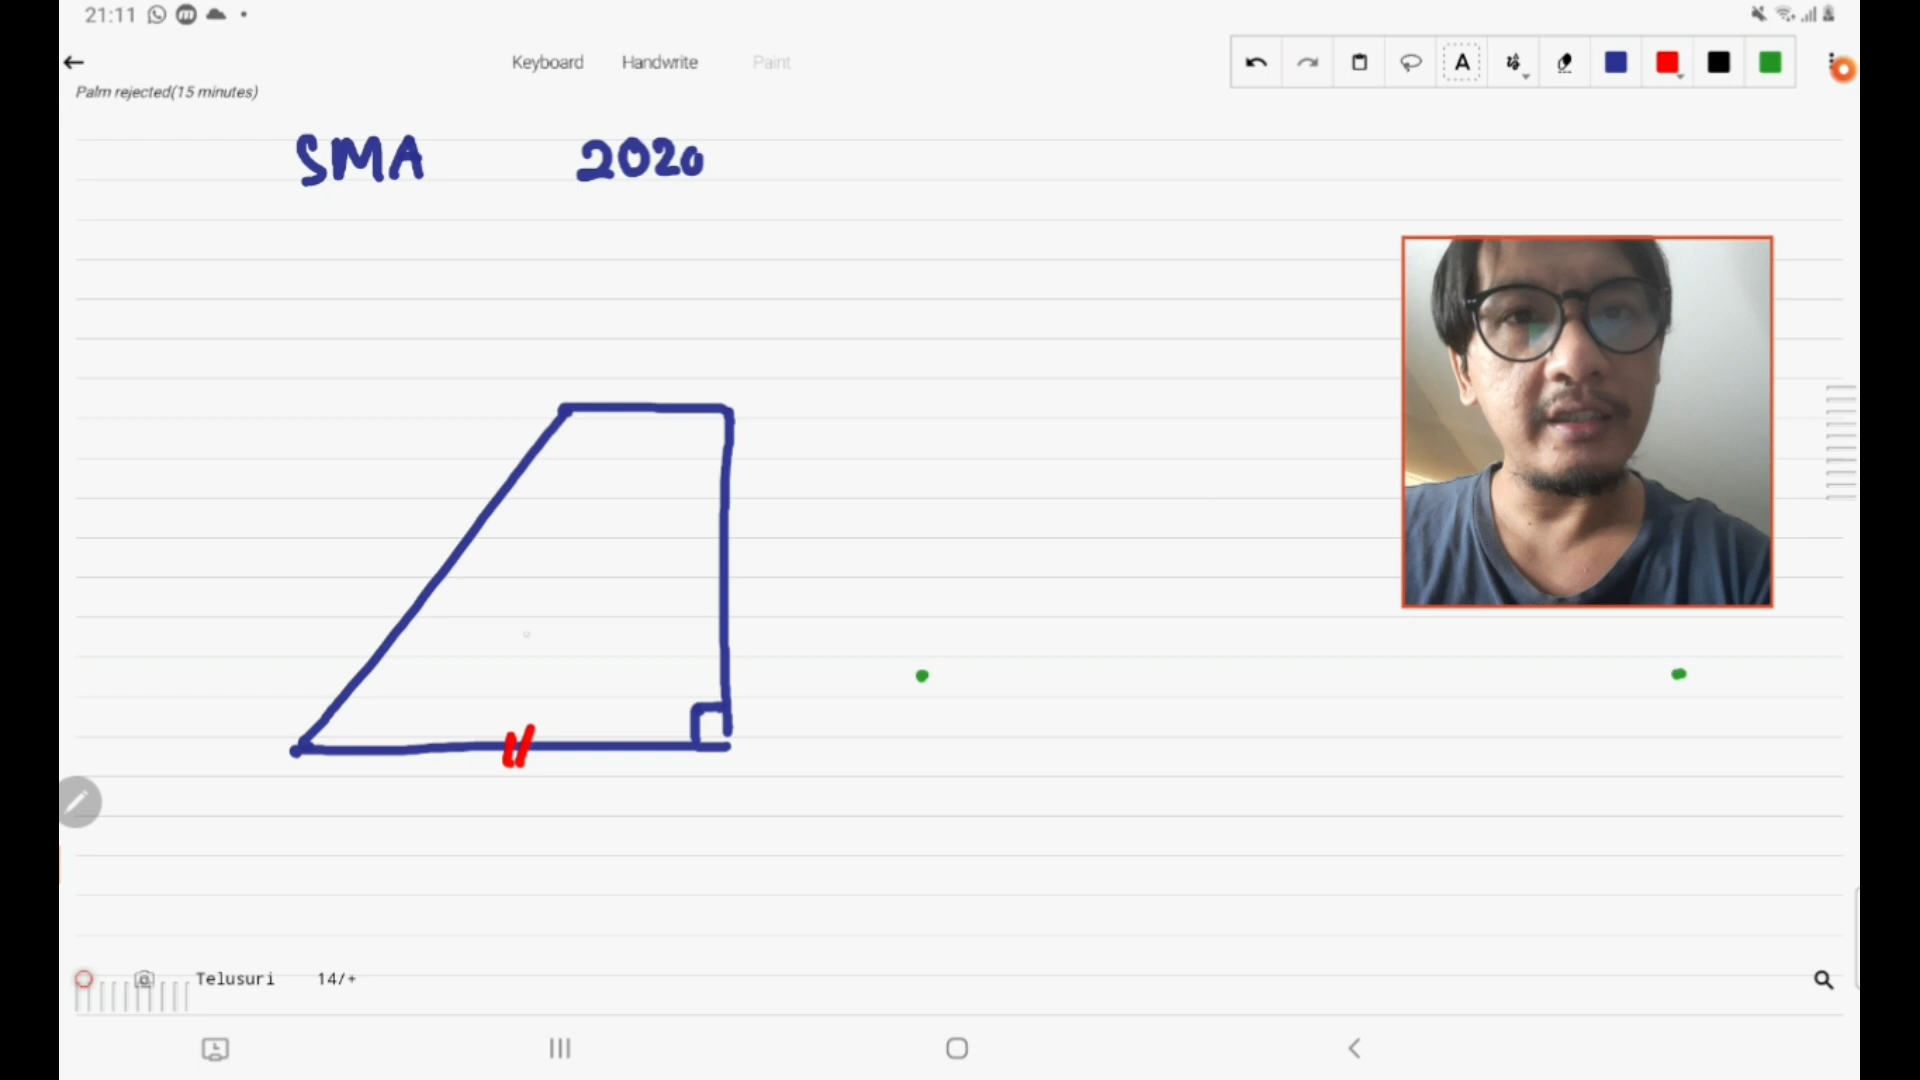 21:11
Keyboard Handwrite Paint
A
Palm rejected(15 minutes)
SMA 2020
Telusuri 14/+